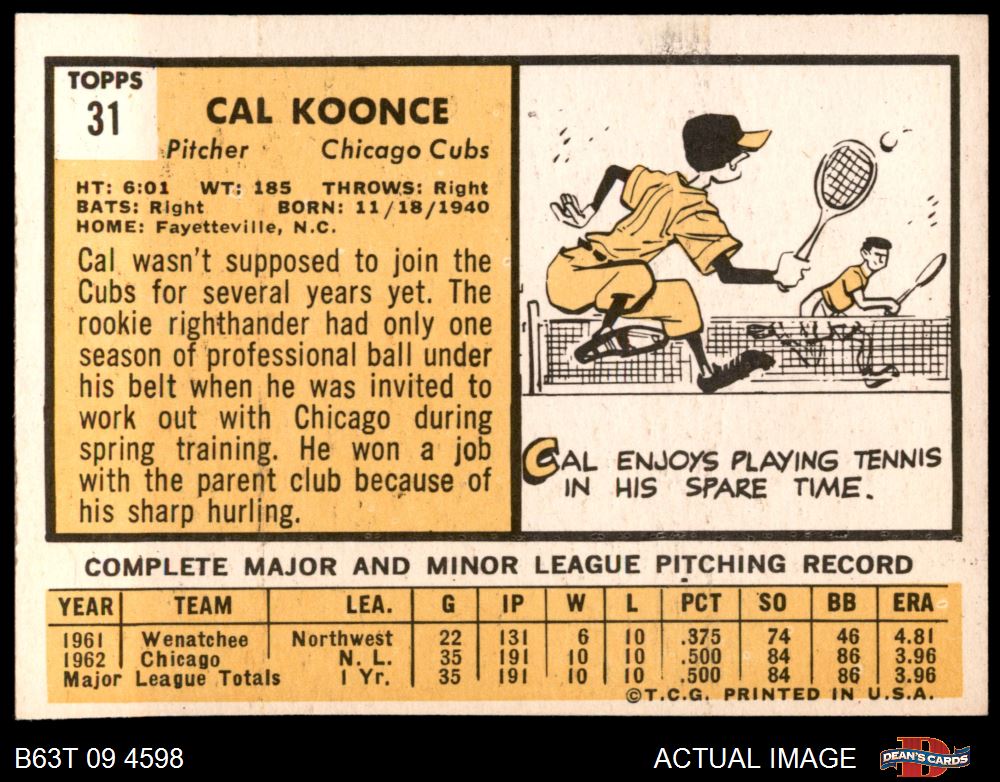 TOPPS
31
CAL KOONCE
Pitcher Chicago Cubs
HT: 6:01 WT: 185 THROWS: Right
BATS: Right BORN: 11/18/1940
HOME: Fayetteville, N.C.
Cal wasn't supposed to join the
Cubs for several years yet. The
rookie righthander had only one
season of professional ball under
his belt when he was invited to
work out with Chicago during
spring training. He won a job
with the parent club because of
his sharp hurling.
CAL ENJOYS PLAYING TENNIS
IN HIS SPARE TIME.
COMPLETE MAJOR AND MINOR LEAGUE PITCHING RECORD
YEAR TEAM LEA. G IP W L PCT SO BB ERA
1961 Wenatchee Northwest 22 131 6 10 .375 74 46 4.81
1962 Chicago N. L. 35 191 10 10 .500 84 86 3.96
Major League Totals 1 Yr. 35 191 10 10 .500 84 86 3.96
©T.C.G. PRINTED IN U.S.A.
B63T 09 4598 ACTUAL IMAGE DEAN'S CARDS